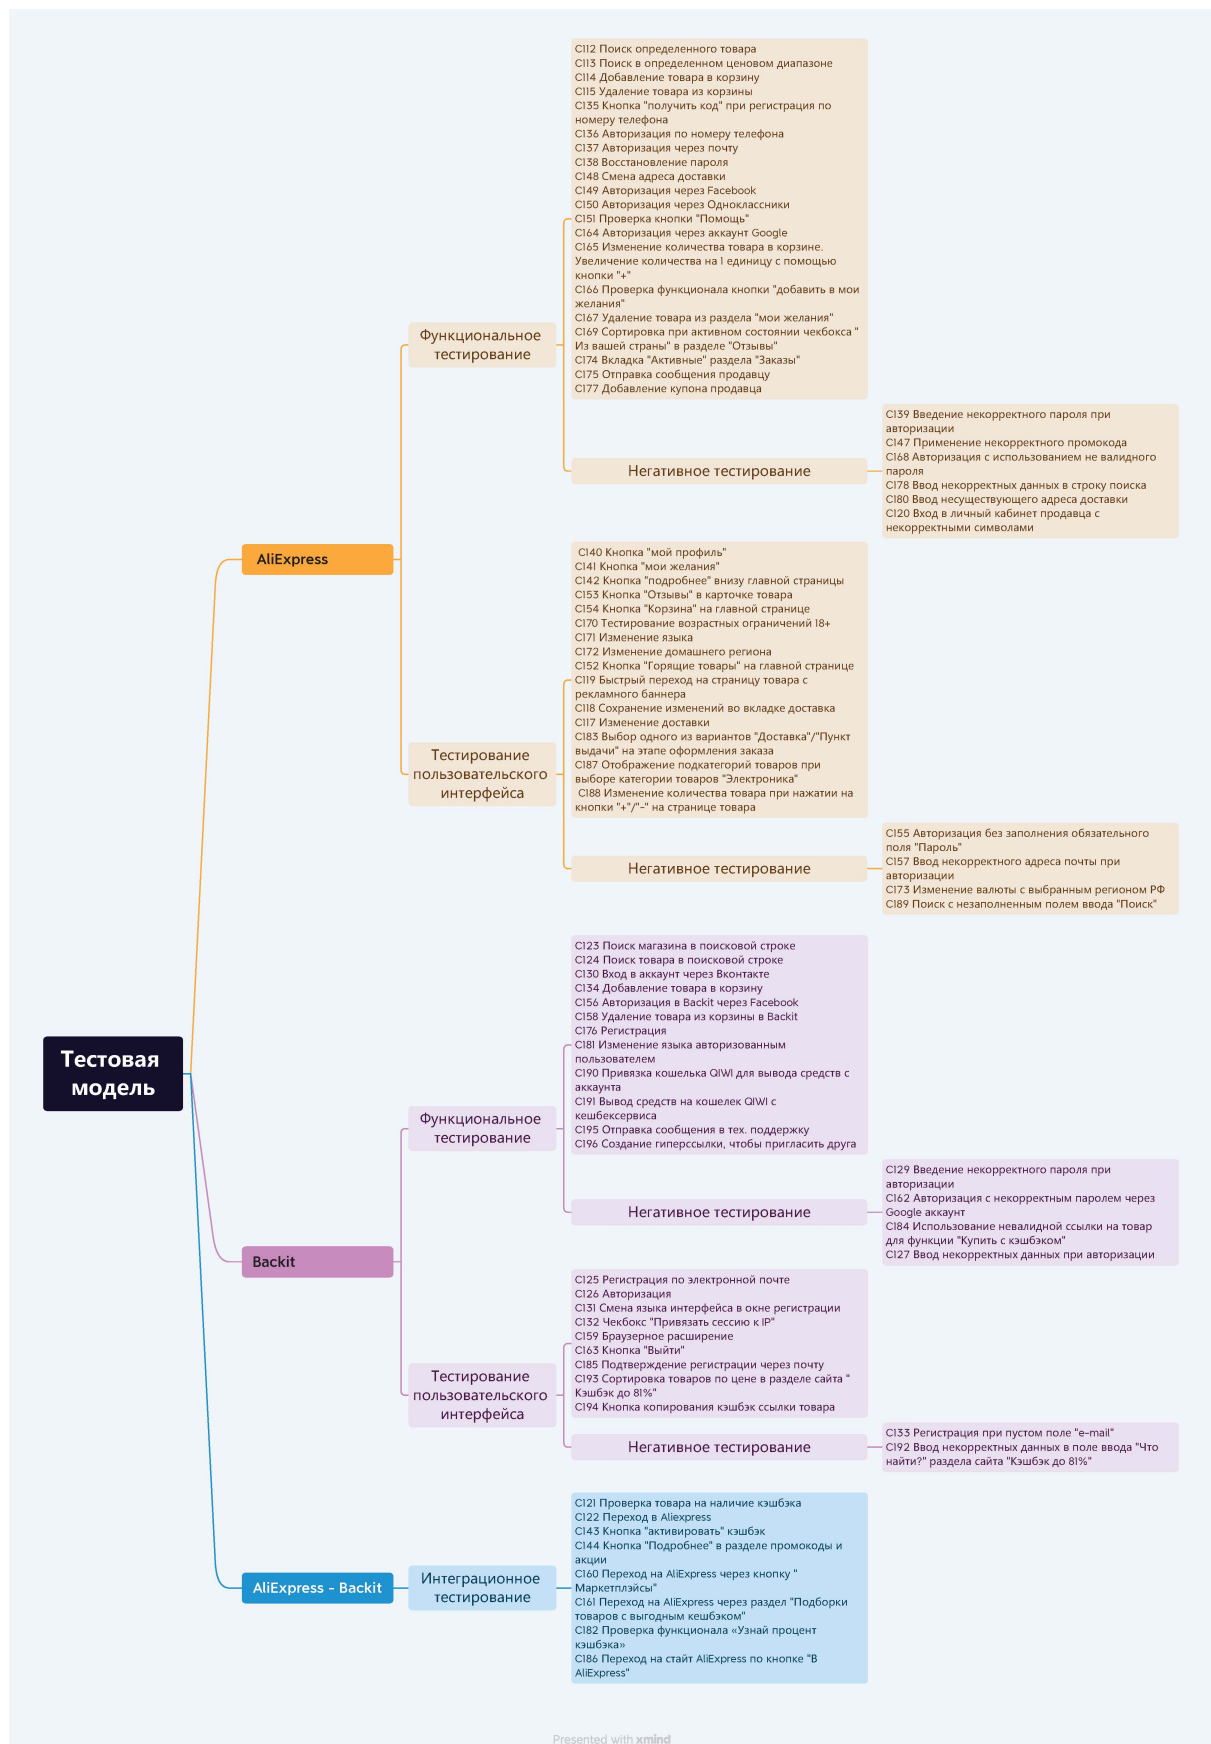 Тестовая
модель
AliExpress
Функциональное
тестирование
C112 Поиск определенного товара
C113 Поиск в определенном ценовом диапазоне
C114 Добавление товара в корзину
C115 Удаление товара из корзины
C135 Кнопка "получить код" при регистрация по
номеру телефона
C136 Авторизация по номеру телефона
C137 Авторизация через почту
C138 Восстановление пароля
C148 Смена адреса доставки
C149 Авторизация через Facebook
C150 Авторизация через Одноклассники
C151 Проверка кнопки "Помощь"
C164 Авторизация через аккаунт Google
C165 Изменение количества товара в корзине.
Увеличение количества на 1 единицу с помощью
кнопки "+"
C166 Проверка функционала кнопки "добавить в мои
желания"
C167 Удаление товара из раздела "мои желания"
C169 Сортировка при активном состоянии чекбокса "
Из вашей страны" в разделе "Отзывы"
C174 Вкладка "Активные" раздела "Заказы"
C175 Отправка сообщения продавцу
C177 Добавление купона продавца
Негативное тестирование
C139 Введение некорректного пароля при
авторизации
C147 Применение некорректного промокода
C168 Авторизация с использованием не валидного
пароля
C178 Ввод некорректных данных в строку поиска
C180 Ввод несуществующего адреса доставки
C120 Вход в личный кабинет продавца с
некорректными символами
Тестирование
пользовательского
интерфейса
C140 Кнопка "мой профиль"
C141 Кнопка "мои желания"
C142 Кнопка "подробнее" внизу главной страницы
C153 Кнопка "Отзывы" в карточке товара
C154 Кнопка "Корзина" на главной странице
C170 Тестирование возрастных ограничений 18+
C171 Изменение языка
C172 Изменение домашнего региона
C152 Кнопка "Горящие товары" на главной странице
C119 Быстрый переход на страницу товара с
рекламного баннера
C118 Сохранение изменений во вкладке доставка
C117 Изменение доставки
C183 Выбор одного из вариантов "Доставка"/"Пункт
выдачи" на этапе оформления заказа
C187 Отображение подкатегорий товаров при
выборе категории товаров "Электроника"
C188 Изменение количества товара при нажатии на
кнопки "+"/"-" на странице товара
Негативное тестирование
C155 Авторизация без заполнения обязательного
поля "Пароль"
C157 Ввод некорректного адреса почты при
авторизации
C173 Изменение валюты с выбранным регионом РФ
C189 Поиск с незаполненным полем ввода "Поиск"
Backit
Функциональное
тестирование
C123 Поиск магазина в поисковой строке
C124 Поиск товара в поисковой строке
C130 Вход в аккаунт через Вконтакте
C134 Добавление товара в корзину
C156 Авторизация в Backit через Facebook
C158 Удаление товара из корзины в Backit
C176 Регистрация
C181 Изменение языка авторизованным
пользователем
C190 Привязка кошелька QIWI для вывода средств с
аккаунта
C191 Вывод средств на кошелек QIWI с
кешбексервиса
C195 Отправка сообщения в тех. поддержку
C196 Создание гиперссылки, чтобы пригласить друга
Негативное тестирование
C129 Введение некорректного пароля при
авторизации
C162 Авторизация с некорректным паролем через
Google аккаунт
C184 Использование невалидной ссылки на товар
для функции "Купить с кэшбэком"
C127 Ввод некорректных данных при авторизации
Тестирование
пользовательского
интерфейса
C125 Регистрация по электронной почте
C126 Авторизация
C131 Смена языка интерфейса в окне регистрации
C132 Чекбокс "Привязать сессию к IP"
C159 Браузерное расширение
C163 Кнопка "Выйти"
C185 Подтверждение регистрации через почту
C193 Сортировка товаров по цене в разделе сайта "
Кэшбэк до 81%"
C194 Кнопка копирования кэшбэк ссылки товара
Негативное тестирование
C133 Регистрация при пустом поле "e-mail"
C192 Ввод некорректных данных в поле ввода "Что
найти?" раздела сайта "Кэшбэк до 81%"
AliExpress - Backit
Интеграционное
тестирование
C121 Проверка товара на наличие кэшбэка
C122 Переход в Aliexpress
C143 Кнопка "активировать" кэшбэк
C144 Кнопка "Подробнее" в разделе промокоды и
акции
C160 Переход на AliExpress через кнопку "
Маркетплэйсы"
C161 Переход на AliExpress через раздел "Подборки
товаров с выгодным кешбэком"
C182 Проверка функционала «Узнай процент
кэшбэка»
C186 Переход на стайт AliExpress по кнопке "В
AliExpress"
Presented with xmind